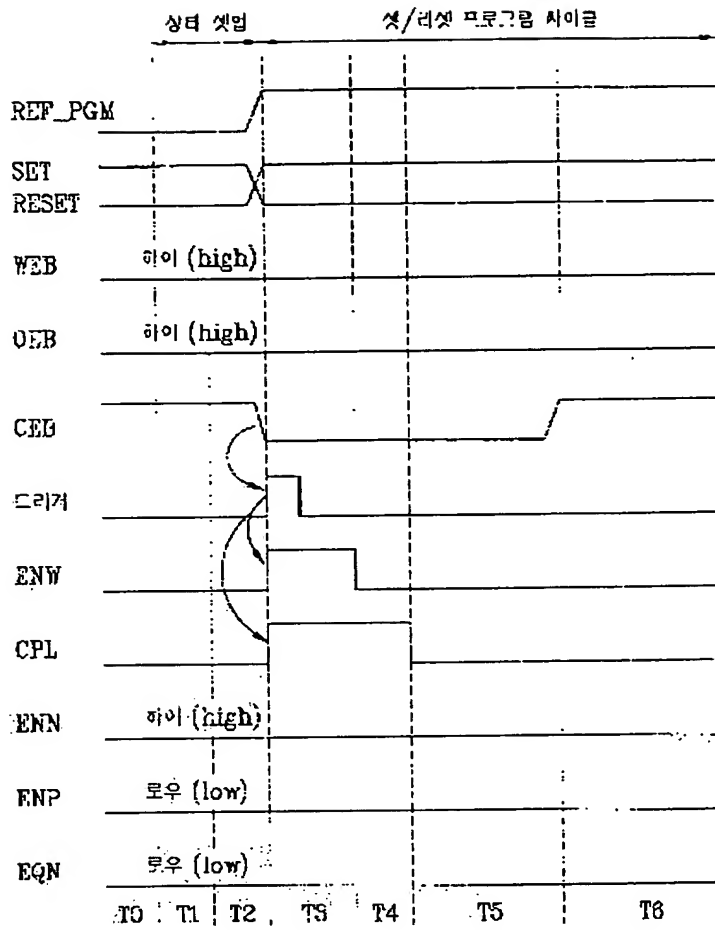 상태 셋업 셋/리셋 프로그램 싸이클
REF_PGM
SET
RESET
WEB 하이 (high)
OEB 하이 (high)
CEB
트리거
ENW
CPL
ENN 하이 (high)
ENP 로우 (low)
EQN 로우 (low)
T0 T1 T2 T3 T4 T5 T6